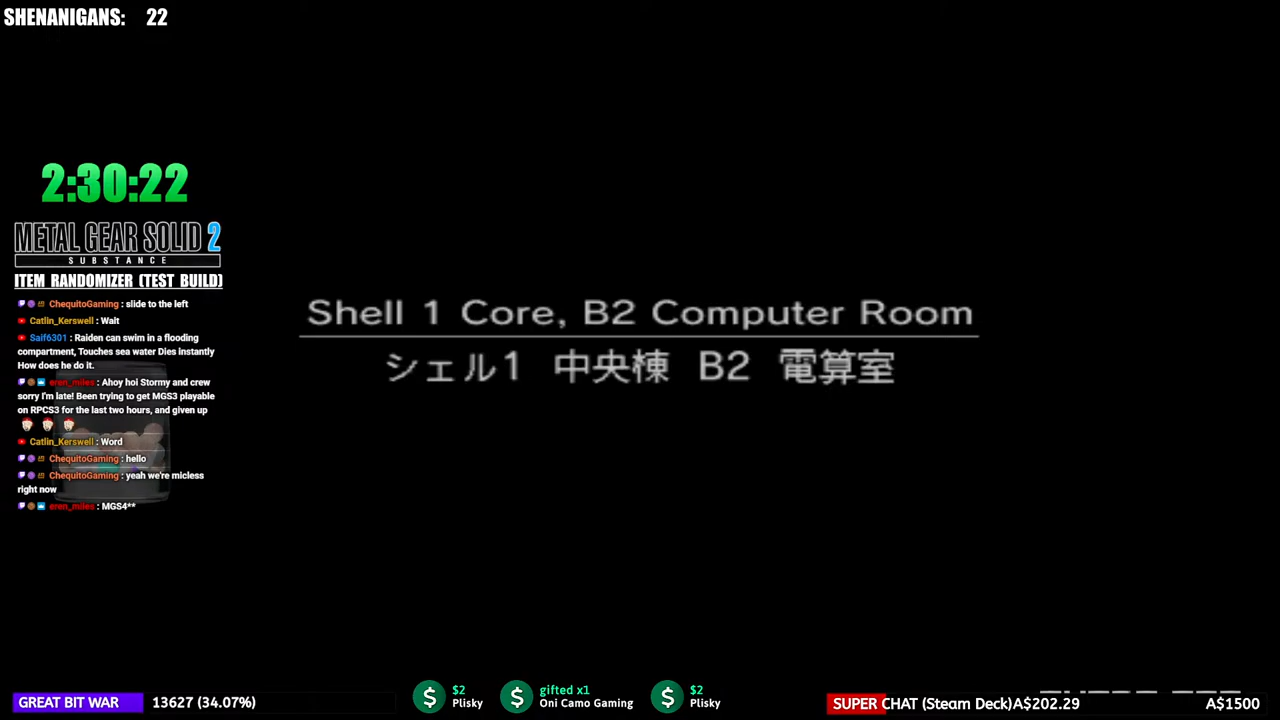 SHENANIGANS: 22
2:30:22
METAL GEAR SOLID 2
SUBSTANCE
ITEM RANDOMIZER (TEST BUILD)
ChequitoGaming : slide to the left
Catlin_Kerswell : Wait
Saif6301 : Raiden can swim in a flooding
compartment, Touches sea water Dies Instantly
How does he do it.
eren_miles : Ahoy hoi Stormy and crew
sorry I'm late! Been trying to get MGS3 playable
on RPCS3 for the last two hours, and given up
Catlin_Kerswell : Word
ChequitoGaming : hello
ChequitoGaming : yeah we're micless
right now
eren_miles : MGS4**
Shell 1 Core, B2 Computer Room
シェル1 中央棟 B2 電算室
GREAT BIT WAR 13627 (34.07%)
$2
Plisky
gifted x1
Oni Camo Gaming
$2
Plisky
SUPER CHAT (Steam Deck)A$202.29 A$1500